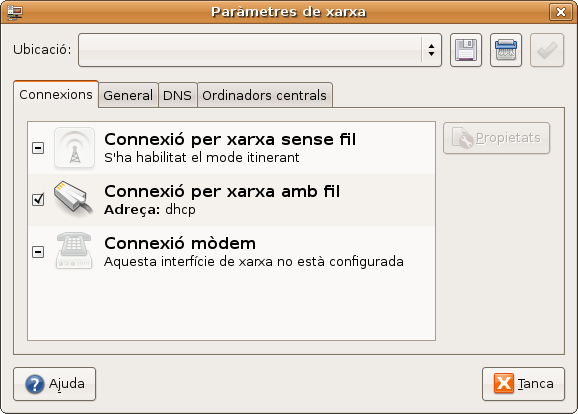 Paràmetres de xarxa
Ubicació:
Connexions General DNS Ordinadors centrals
Connexió per xarxa sense fil
S'ha habilitat el mode itinerant
Propietats
Connexió per xarxa amb fil
Adreça: dhcp
Connexió mòdem
Aquesta interfície de xarxa no està configurada
Ajuda
Tanca